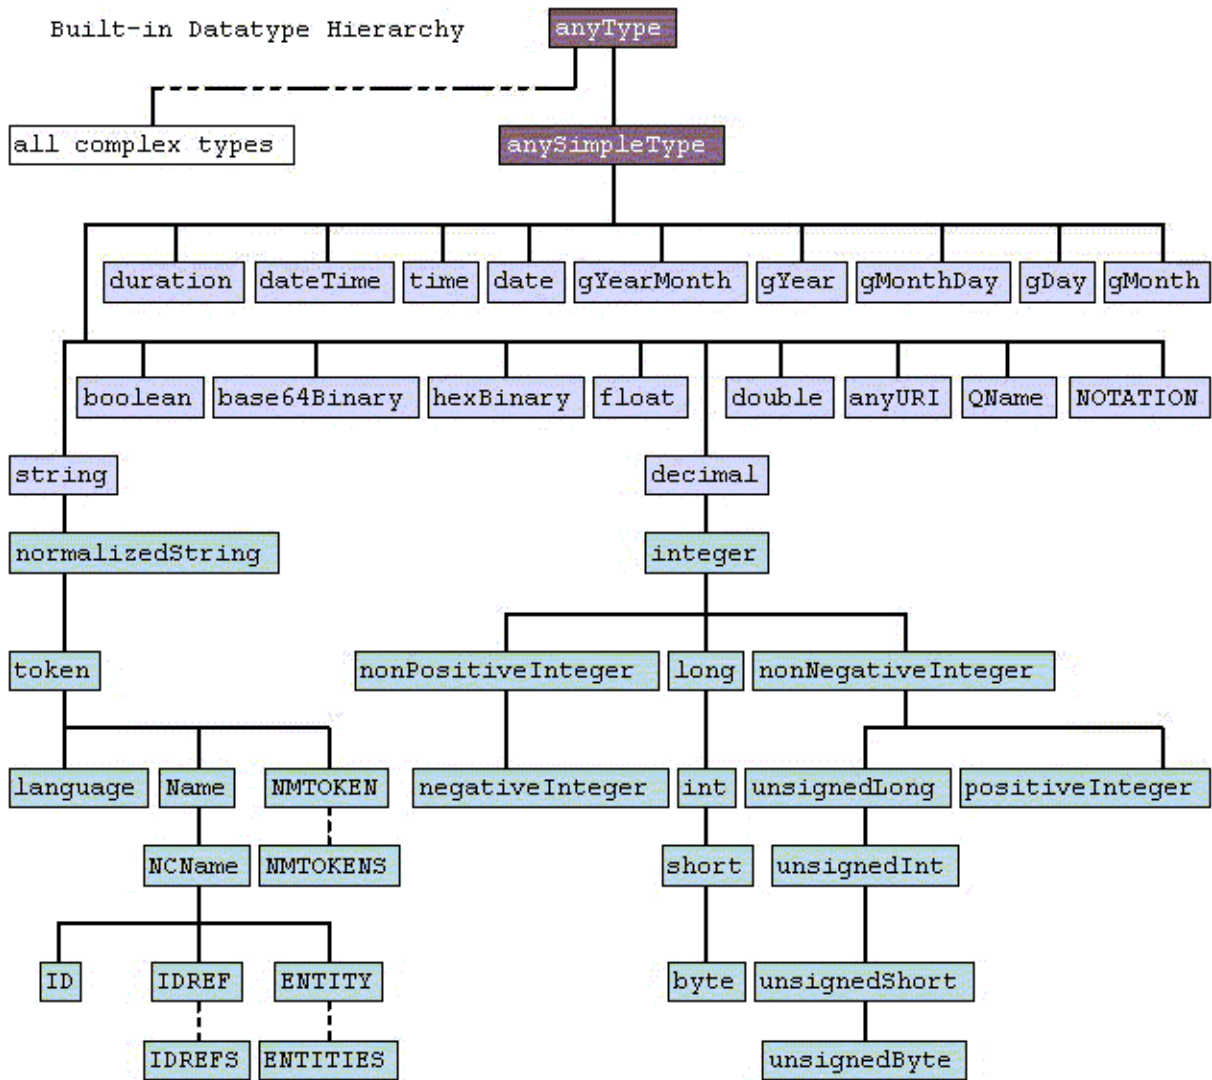 Built-in Datatype Hierarchy
anyType
all complex types
anySimpleType
duration dateTime time date gYearMonth gYear gMonthDay gDay gMonth
boolean base64Binary hexBinary float double anyURI QName NOTATION
string decimal
normalizedString integer
token nonPositiveInteger long nonNegativeInteger
language Name NMTOKEN negativeInteger int unsignedLong positiveInteger
NCName NMTOKENS short unsignedInt
ID IDREF ENTITY byte unsignedShort
IDREFS ENTITIES unsignedByte